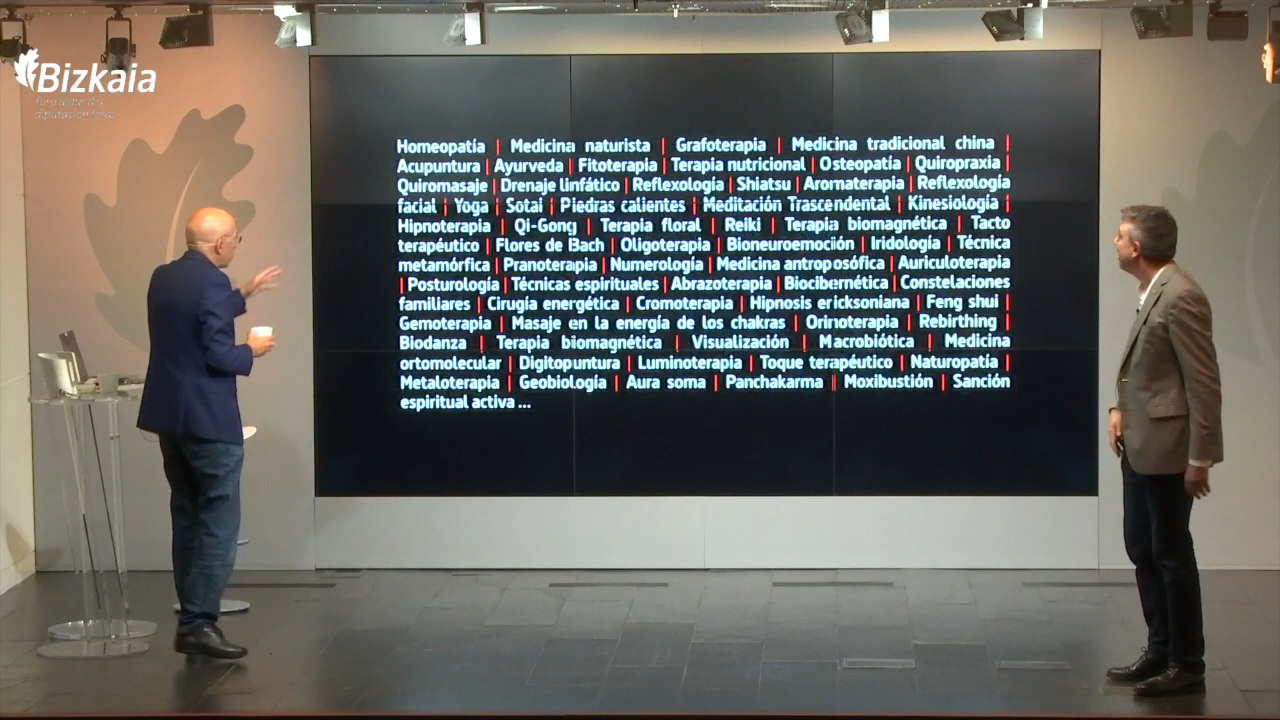 Bizkaia
foru aldundia
diputación foral
Homeopatía | Medicina naturista | Grafoterapia | Medicina tradicional china |
Acupuntura | Ayurveda | Fitoterapia | Terapia nutricional | Osteopatía | Quiropraxia |
Quiromasaje | Drenaje linfático | Reflexología | Shiatsu | Aromaterapia | Reflexología
facial | Yoga | Sotai | Piedras calientes | Meditación Trascendental | Kinesiología |
Hipnoterapia | Qi-Gong | Terapia floral | Reiki | Terapia biomagnética | Tacto
terapéutico | Flores de Bach | Oligoterapia | Bioneuroemoción | Iridología | Técnica
metamórfica | Pranoterapia | Numerología | Medicina antroposófica | Auriculoterapia
| Posturología | Técnicas espirituales | Abrazoterapia | Biocibernética | Constelaciones
familiares | Cirugía energética | Cromoterapia | Hipnosis ericksoniana | Feng shui |
Gemoterapia | Masaje en la energía de los chakras | Orinoterapia | Rebirthing |
Biodanza | Terapia biomagnética | Visualización | Macrobiótica | Medicina
ortomolecular | Digitopuntura | Luminoterapia | Toque terapéutico | Naturopatía |
Metaloterapia | Geobiología | Aura soma | Panchakarma | Moxibustión | Sanción
espiritual activa ...